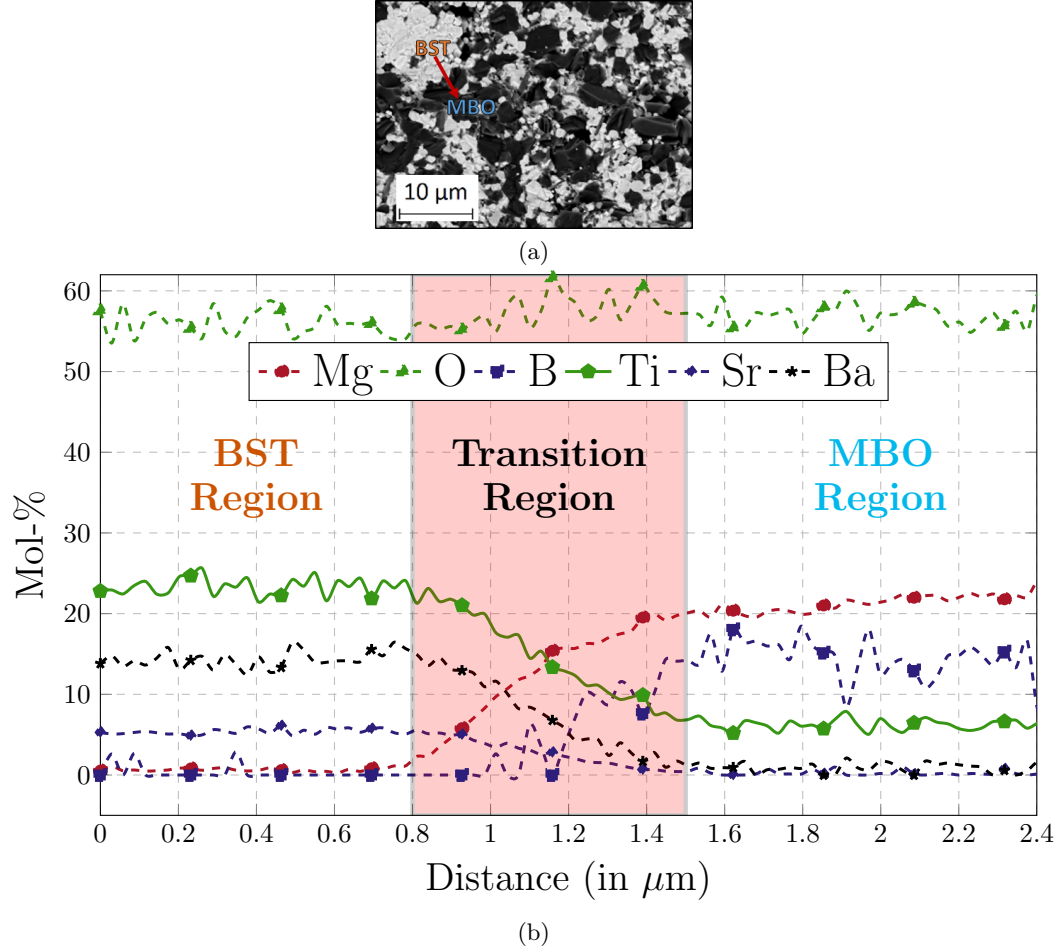 BST
MBO
10 μm
(a)
60
50
40
30
20
10
0
Mol-%
Mg O B Ti Sr Ba
BST
Region
Transition
Region
MBO
Region
0 0.2 0.4 0.6 0.8 1 1.2 1.4 1.6 1.8 2 2.2 2.4
Distance (in μm)
(b)